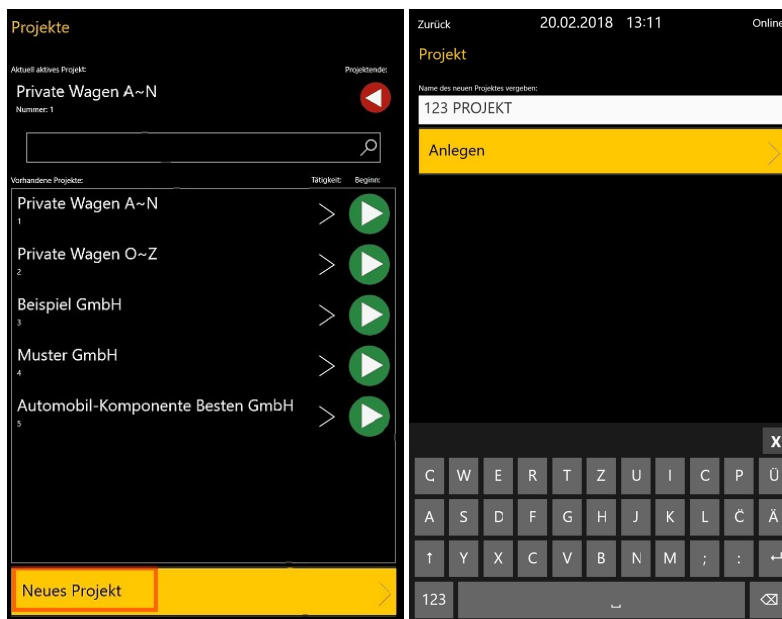 Projekte
Aktuell aktives Projekt: Projektende:
Private Wagen A~N
Nummer: 1
Vorhandene Projekte: Tätigkeit: Beginn:
Private Wagen A~N
1
Private Wagen O~Z
2
Beispiel GmbH
3
Muster GmbH
4
Automobil-Komponente Besten GmbH
5
Neues Projekt
Zurück 20.02.2018 13:11 Online
Projekt
Name des neuen Projektes vergeben:
123 PROJEKT
Anlegen
X
Q W E R T Z U I C P Ü
A S D F G H J K L Č Ä
↑ Y X C V B N M ; : ↵
123